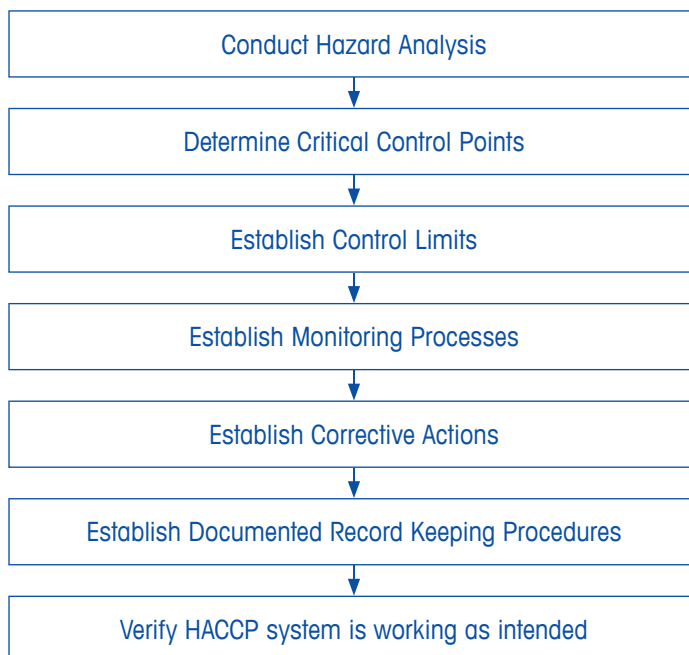 Conduct Hazard Analysis
Determine Critical Control Points
Establish Control Limits
Establish Monitoring Processes
Establish Corrective Actions
Establish Documented Record Keeping Procedures
Verify HACCP system is working as intended